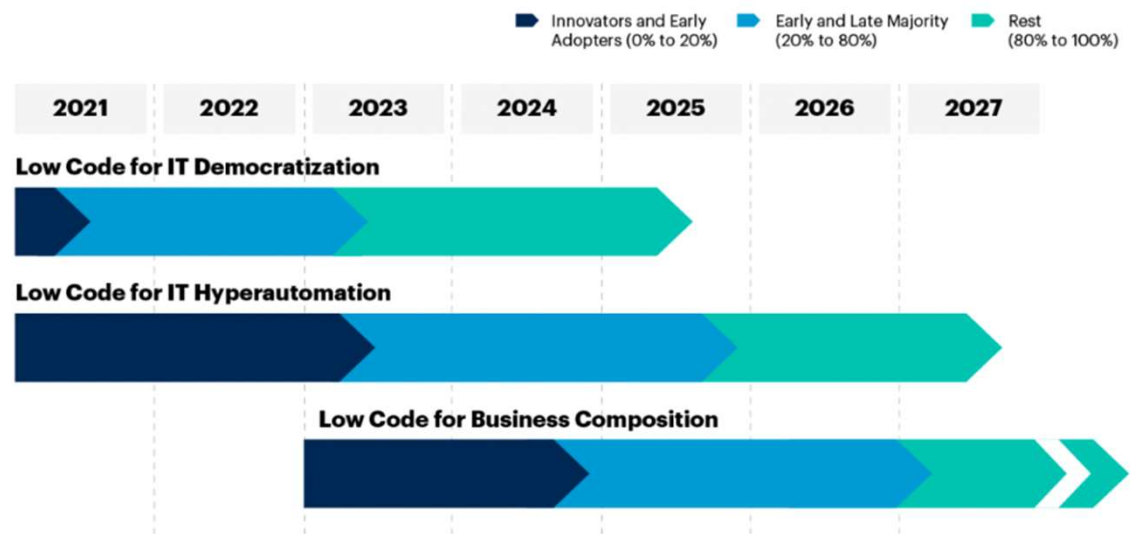 Innovators and Early
Adopters (0% to 20%)
Early and Late Majority
(20% to 80%)
Rest
(80% to 100%)
2021 2022 2023 2024 2025 2026 2027
Low Code for IT Democratization
Low Code for IT Hyperautomation
Low Code for Business Composition